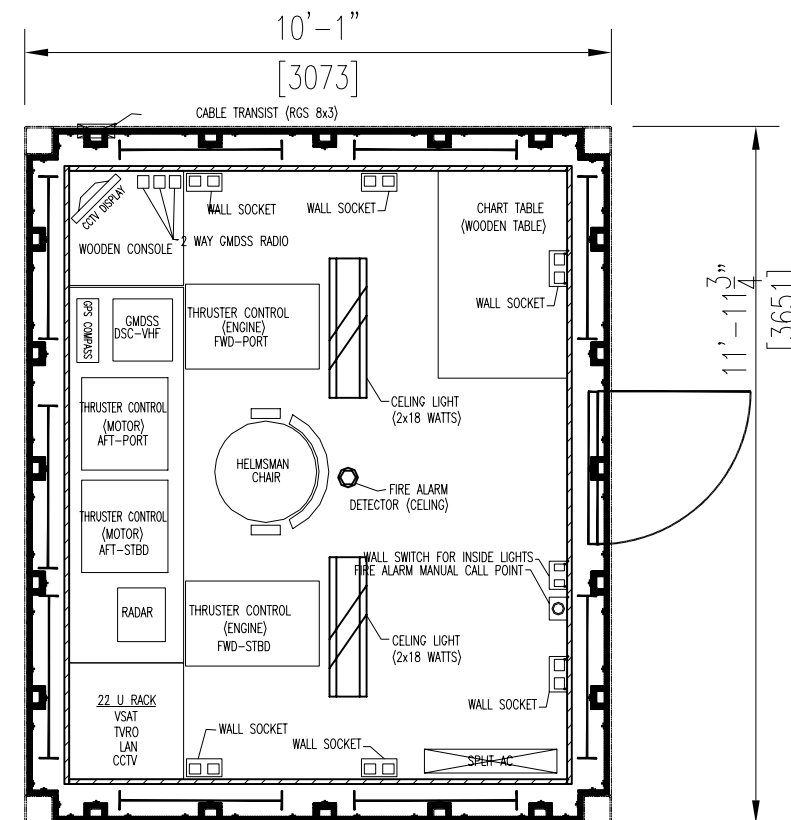 10'-1"
[3073]
CABLE TRANSIST (RGS 8x3)
CCTV DISPLAY
WALL SOCKET
WALL SOCKET
CHART TABLE
(WOODEN TABLE)
2 WAY GMDSS RADIO
WOODEN CONSOLE
WALL SOCKET
11'-11 3/4"
[3651]
GPS COMPASS
GMDSS
DSC-VHF
THRUSTER CONTROL
(ENGINE)
FWD-PORT
CELING LIGHT
(2x18 WATTS)
THRUSTER CONTROL
(MOTOR)
AFT-PORT
HELMSMAN
CHAIR
FIRE ALARM
DETECTOR (CELING)
THRUSTER CONTROL
(MOTOR)
AFT-STBD
WALL SWITCH FOR INSIDE LIGHTS
FIRE ALARM MANUAL CALL POINT
RADAR
THRUSTER CONTROL
(ENGINE)
FWD-STBD
CELING LIGHT
(2x18 WATTS)
22 U RACK
VSAT
TVRO
LAN
CCTV
WALL SOCKET
WALL SOCKET
WALL SOCKET
SPLIT AC